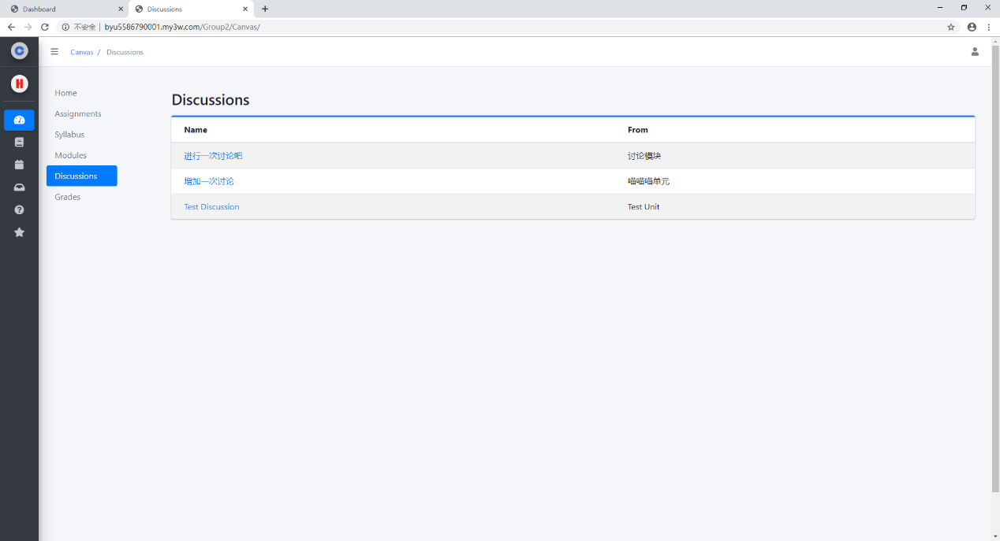 Dashboard
Discussions
不安全 | byu5586790001.my3w.com/Group2/Canvas/
C
Canvas / Discussions
H
Home
Assignments
Syllabus
Modules
Discussions
Grades
Discussions
Name From
进行一次讨论吧 讨论模块
增加一次讨论 喵喵喵单元
Test Discussion Test Unit